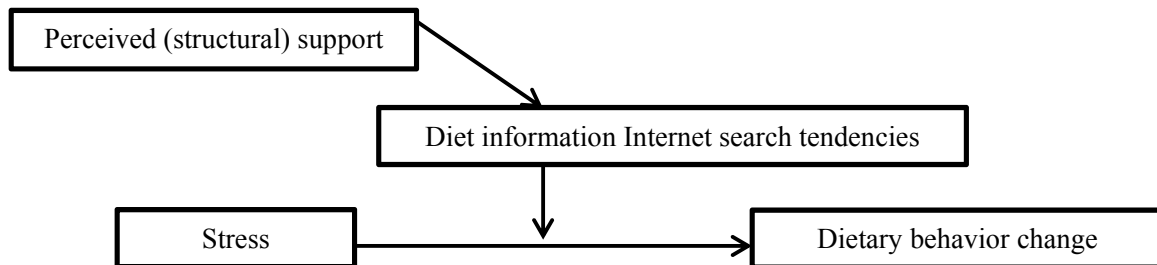 Perceived (structural) support
Diet information Internet search tendencies
Stress
Dietary behavior change